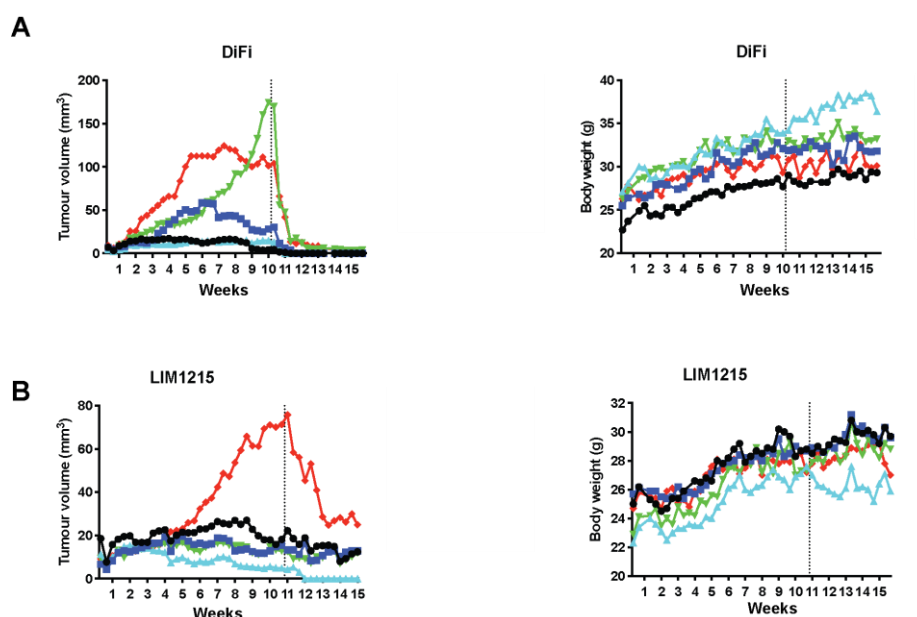 A
DiFi
Tumour volume (mm³)
200
150
100
50
0
1 2 3 4 5 6 7 8 9 10 11 12 13 14 15
Weeks
DiFi
Body weight (g)
40
35
30
25
20
1 2 3 4 5 6 7 8 9 10 10 12 13 14 15
Weeks
B
LIM1215
Tumour volume (mm³)
80
60
40
20
0
1 2 3 4 5 6 7 8 9 10 11 12 13 14 15
Weeks
LIM1215
Body weight (g)
32
30
28
26
24
22
20
1 2 3 4 5 6 7 8 9 10 11 12 13 14 15
Weeks